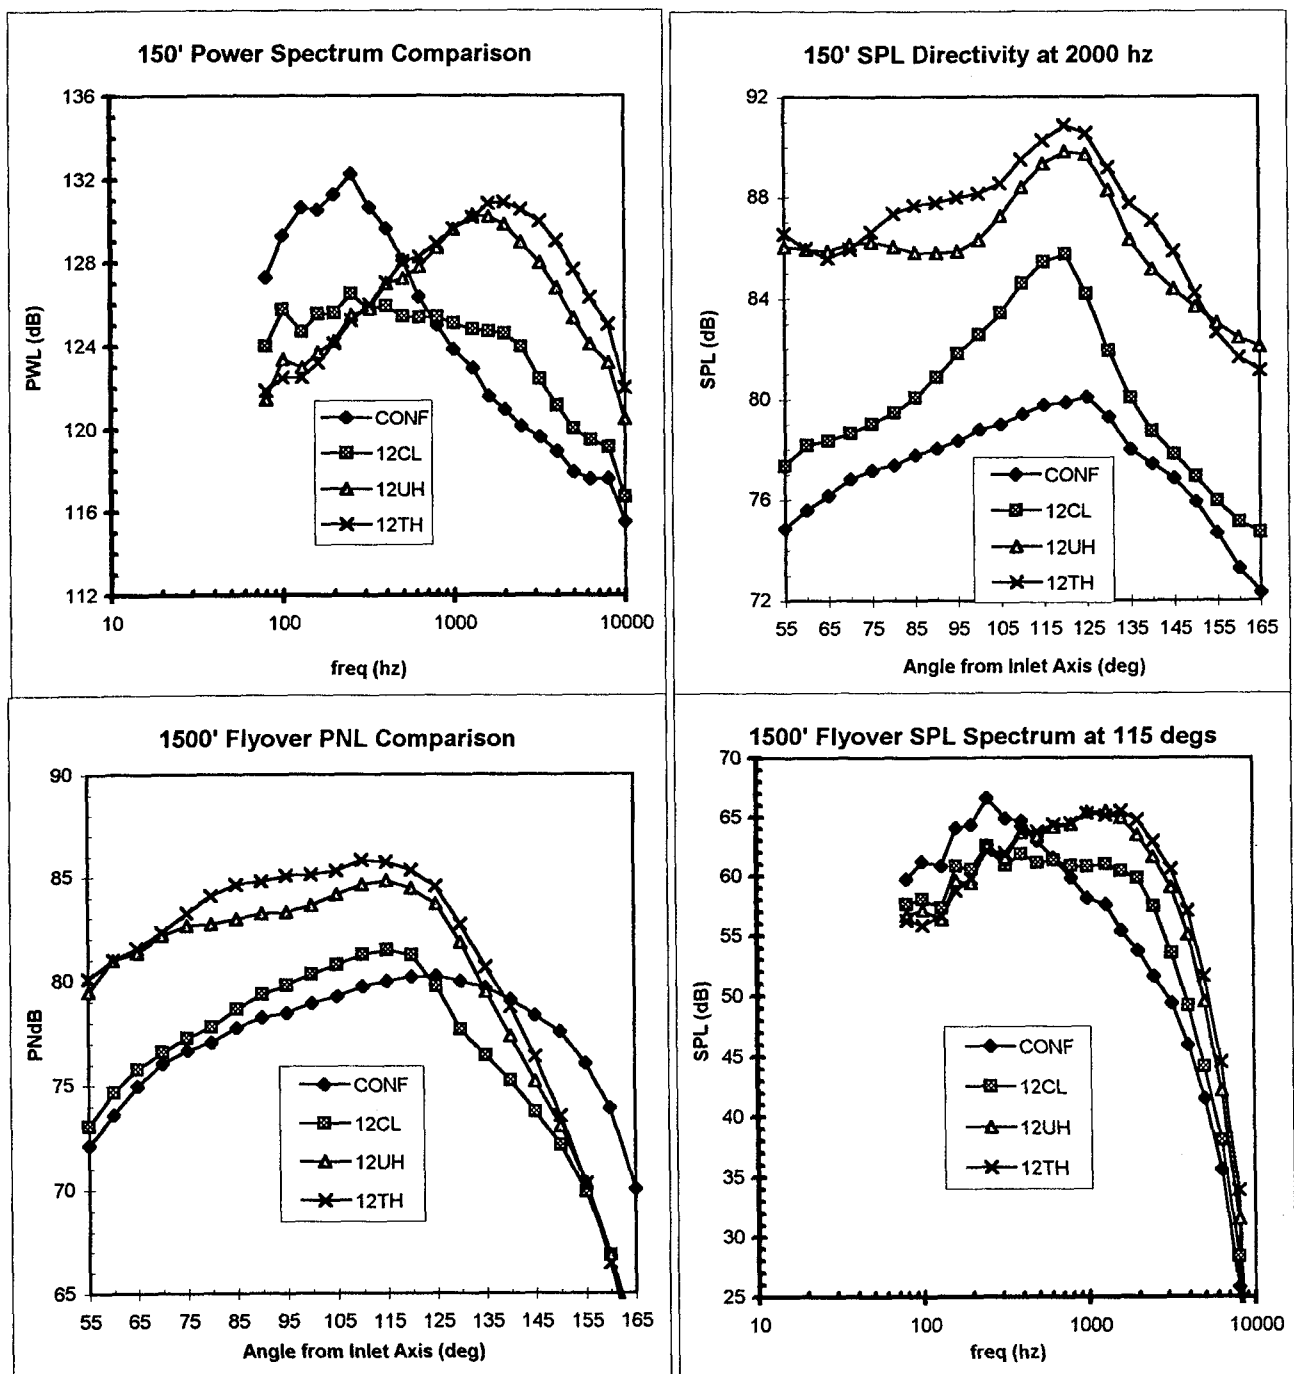 150' Power Spectrum Comparison
136
132
128
124
120
116
112
PWL (dB)
CONF
12CL
12UH
12TH
10 100 1000 10000
freq (hz)
150' SPL Directivity at 2000 hz
92
88
84
80
76
72
SPL (dB)
CONF
12CL
12UH
12TH
55 65 75 85 95 105 115 125 135 145 155 165
Angle from Inlet Axis (deg)
1500' Flyover PNL Comparison
90
85
80
75
70
65
PNdB
CONF
12CL
12UH
12TH
55 65 75 85 95 105 115 125 135 145 155 165
Angle from Inlet Axis (deg)
1500' Flyover SPL Spectrum at 115 degs
70
65
60
55
50
45
40
35
30
25
SPL (dB)
CONF
12CL
12UH
12TH
10 100 1000 10000
freq (hz)